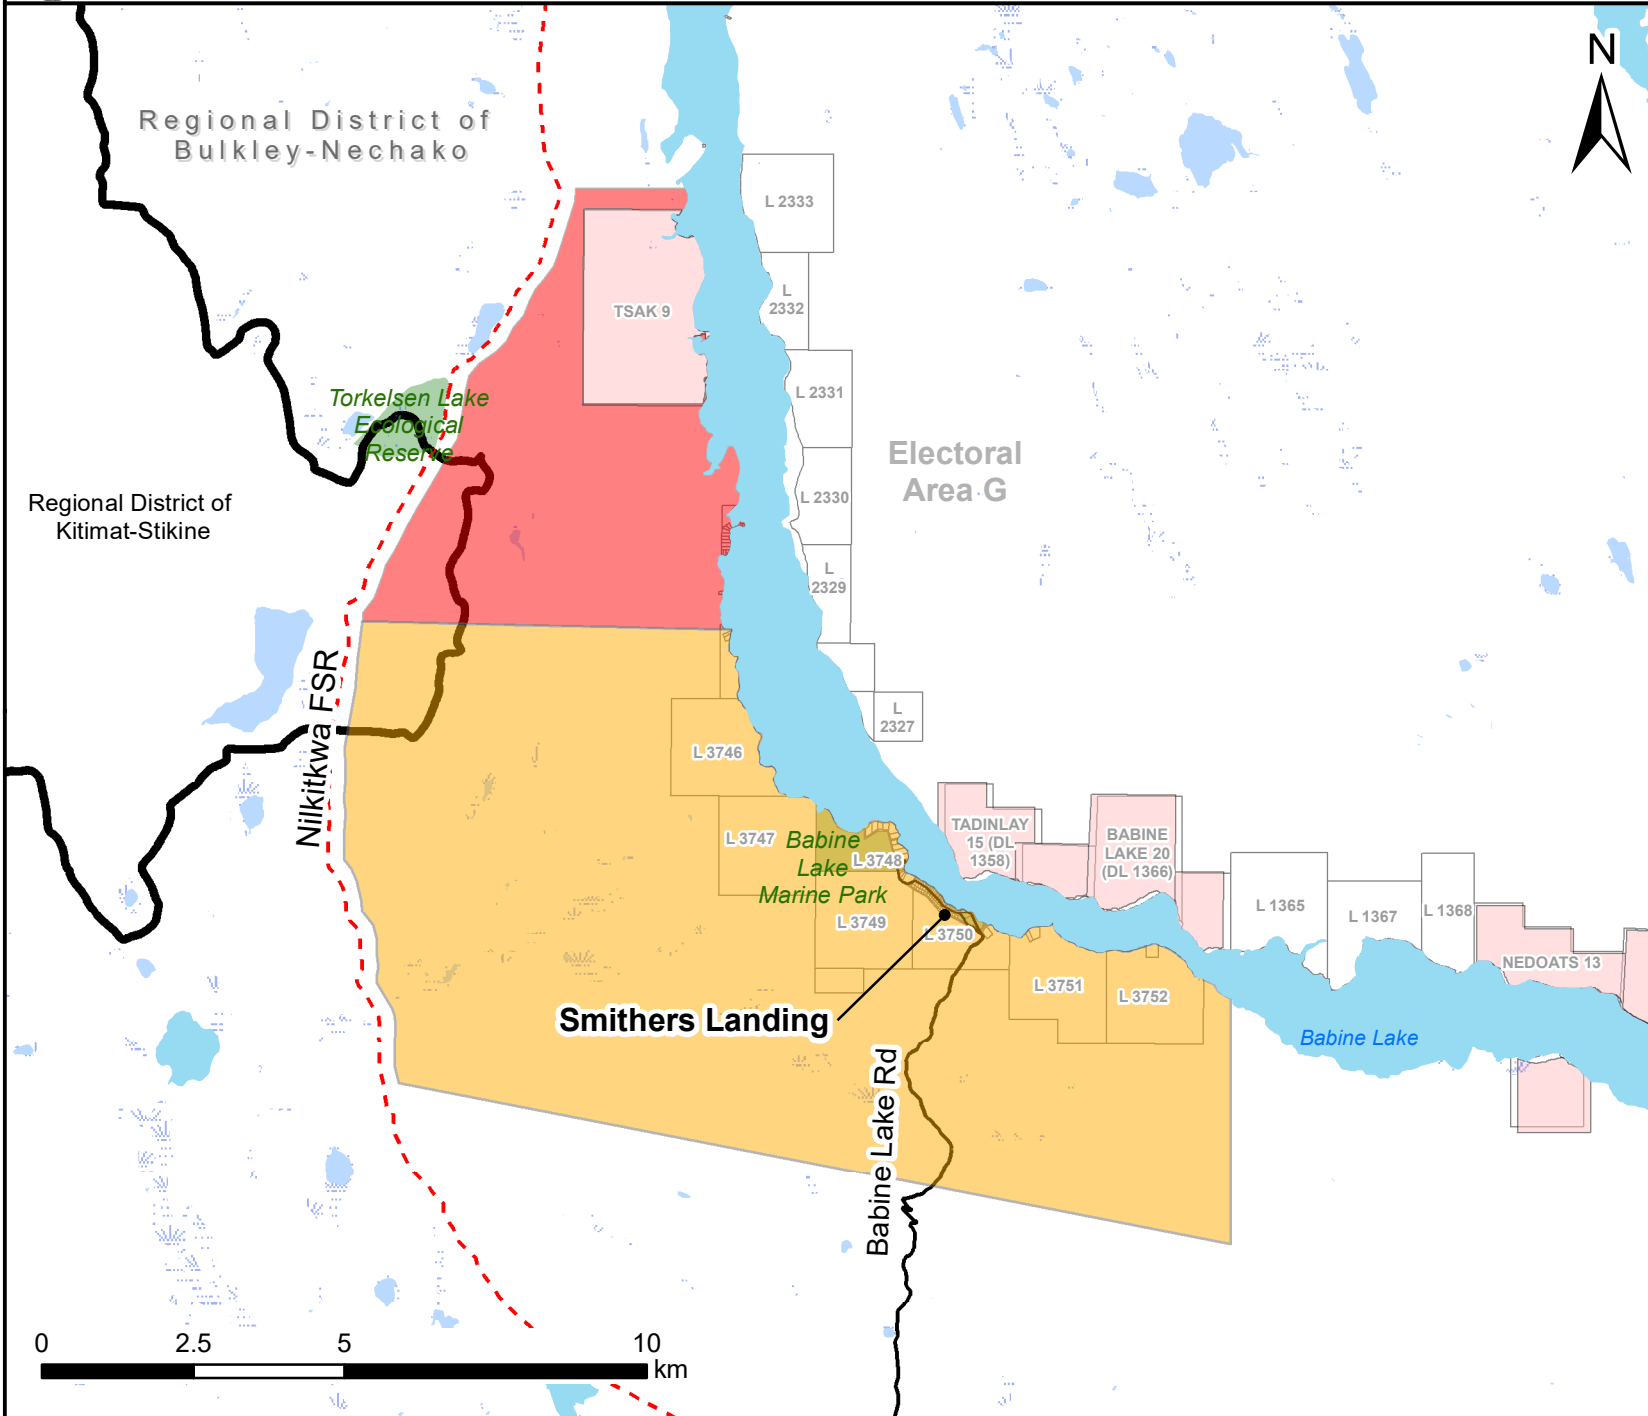 N
Regional District of
Bulkley-Nechako
L 2333
L
2332
TSAK 9
L 2331
Torkelsen Lake
Ecological
Reserve
Electoral
Area G
L 2330
Regional District of
Kitimat-Stikine
L
2329
Nilkitkwa FSR
L
2327
L 3746
L 3747
Babine
Lake
Marine Park
L 3748
TADINLAY
15 (DL
1358)
BABINE
LAKE 20
(DL 1366)
L 1365
L 1367
L 1368
L 3749
L 3750
NEDOATS 13
L 3751
L 3752
Smithers Landing
Babine Lake
Babine Lake Rd
0 2.5 5 10
km